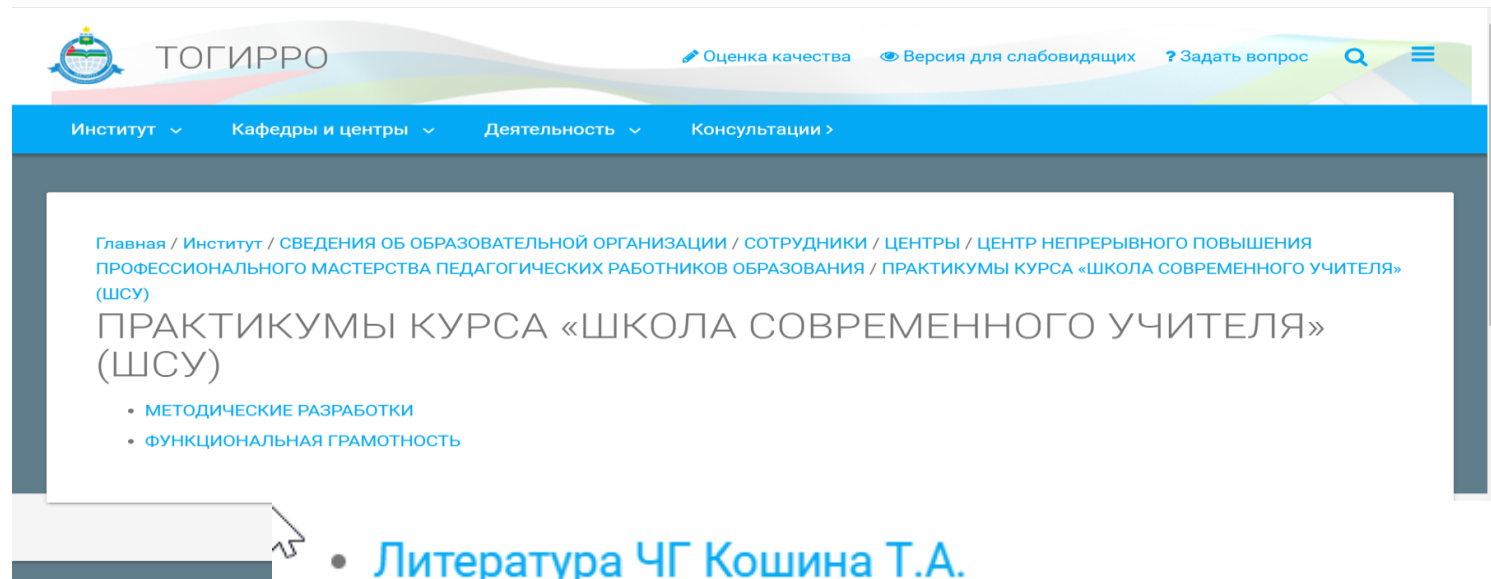 ТОГИРРО
Оценка качества Версия для слабовидящих ? Задать вопрос
Институт Кафедры и центры Деятельность Консультации >
Главная / Институт / СВЕДЕНИЯ ОБ ОБРАЗОВАТЕЛЬНОЙ ОРГАНИЗАЦИИ / СОТРУДНИКИ / ЦЕНТРЫ / ЦЕНТР НЕПРЕРЫВНОГО ПОВЫШЕНИЯ
ПРОФЕССИОНАЛЬНОГО МАСТЕРСТВА ПЕДАГОГИЧЕСКИХ РАБОТНИКОВ ОБРАЗОВАНИЯ / ПРАКТИКУМЫ КУРСА «ШКОЛА СОВРЕМЕННОГО УЧИТЕЛЯ»
(ШСУ)
ПРАКТИКУМЫ КУРСА «ШКОЛА СОВРЕМЕННОГО УЧИТЕЛЯ»
(ШСУ)
• МЕТОДИЧЕСКИЕ РАЗРАБОТКИ
• ФУНКЦИОНАЛЬНАЯ ГРАМОТНОСТЬ
• Литература ЧГ Кошина Т.А.